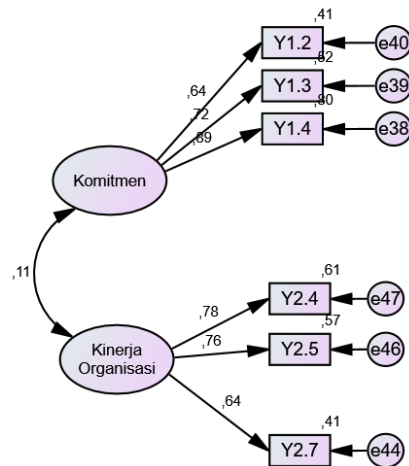 ,41
Y1.2
e40
,52
,64
Y1.3
e39
,72
,80
,89
Y1.4
e38
Komitmen
,11
,61
Y2.4
e47
,78
,57
Y2.5
e46
,76
Kinerja
Organisasi
,64
,41
Y2.7
e44